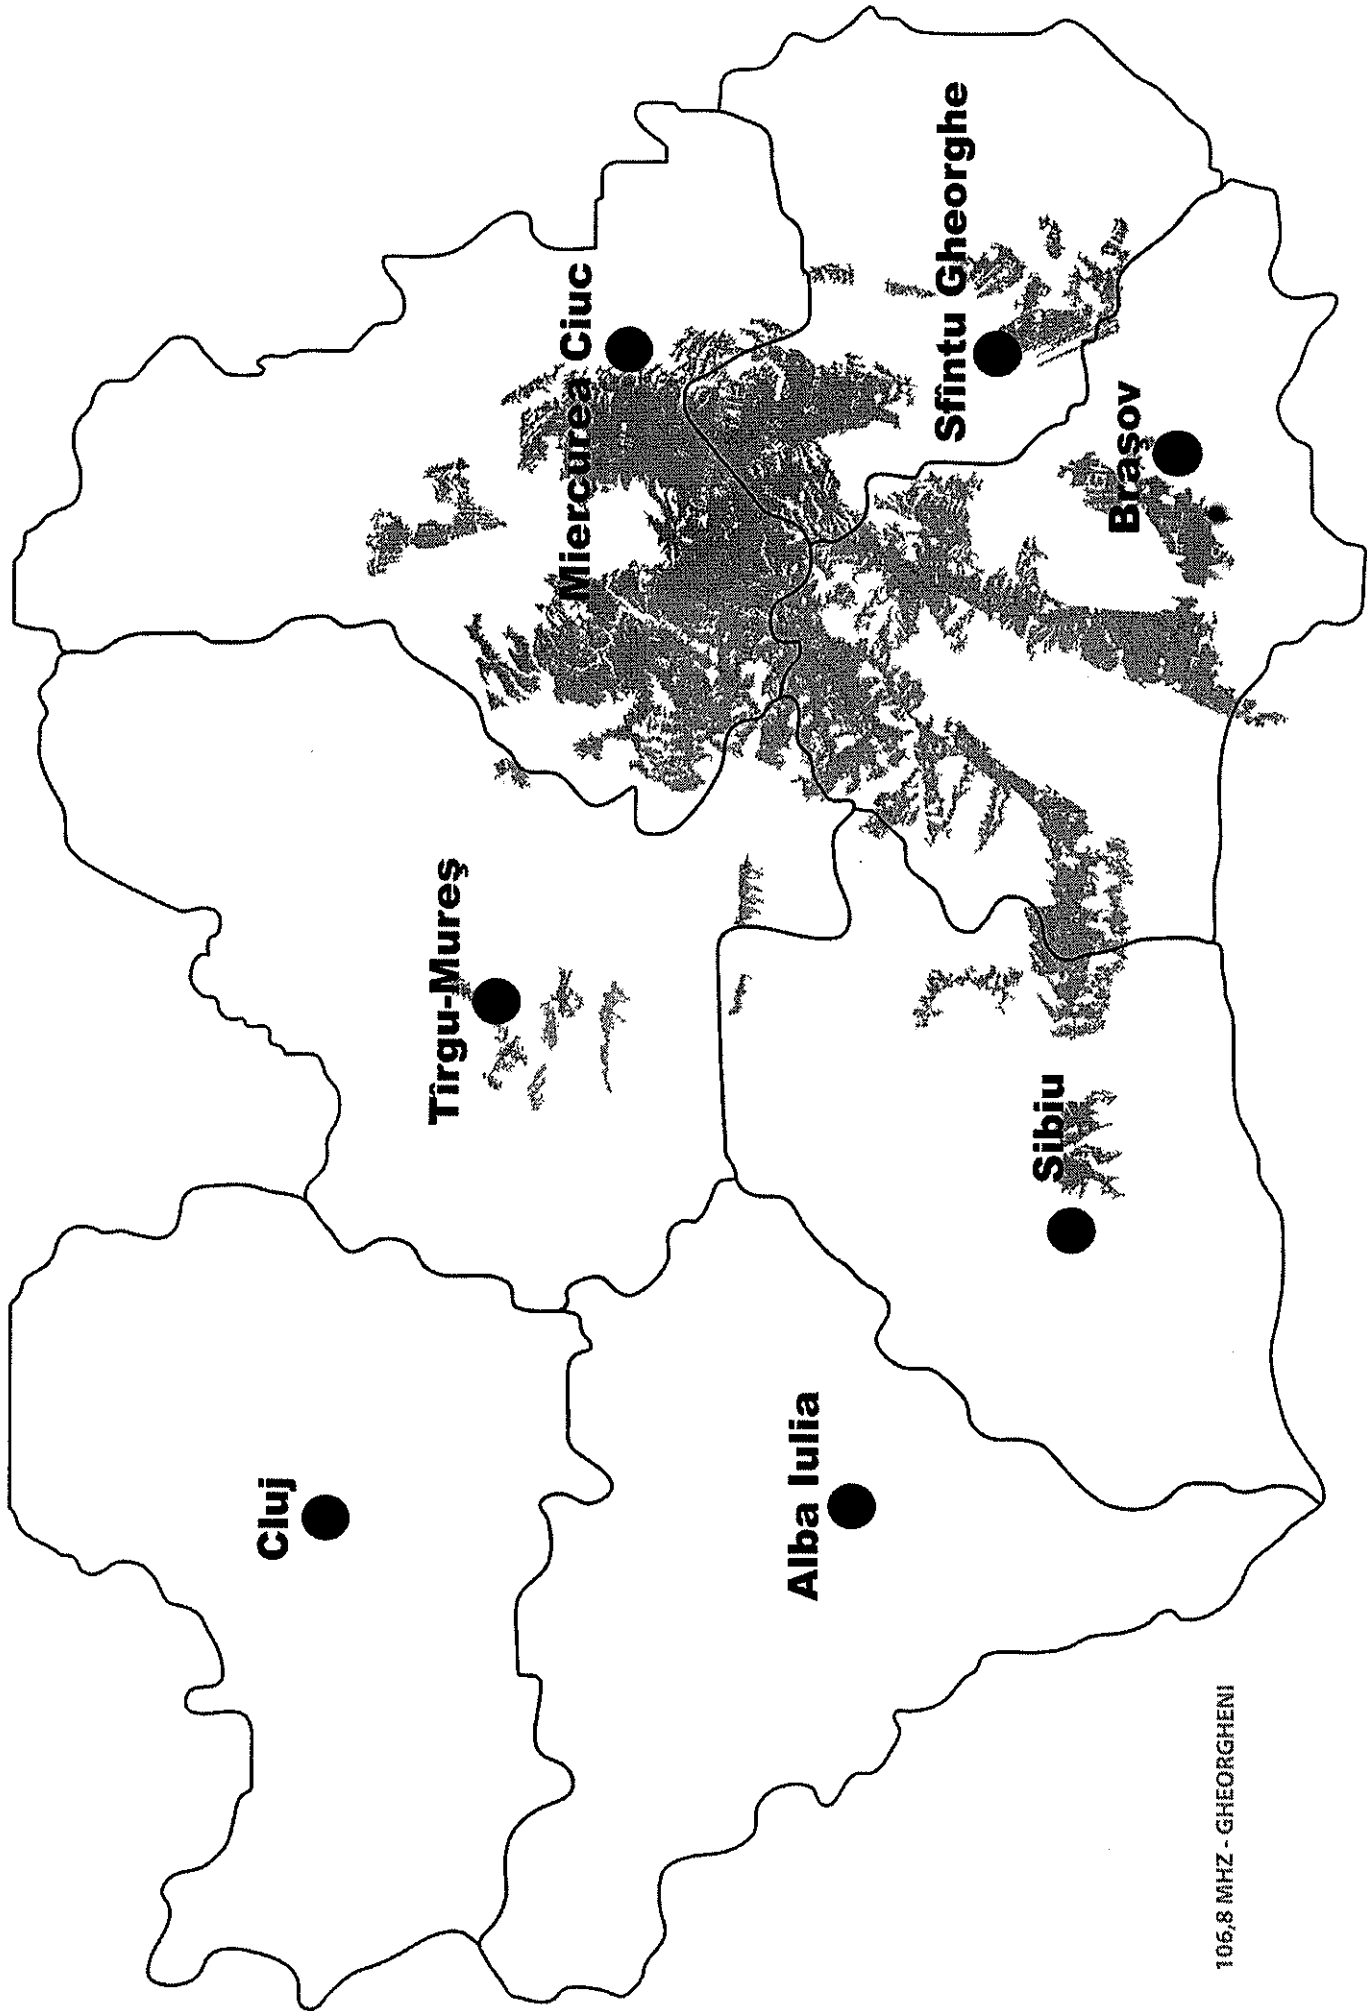 Cluj
Tîrgu-Mureş
Miercurea Ciuc
Alba Iulia
Sibiu
Sfîntu Gheorghe
Braşov
106,8 MHZ - GHEORGHENI